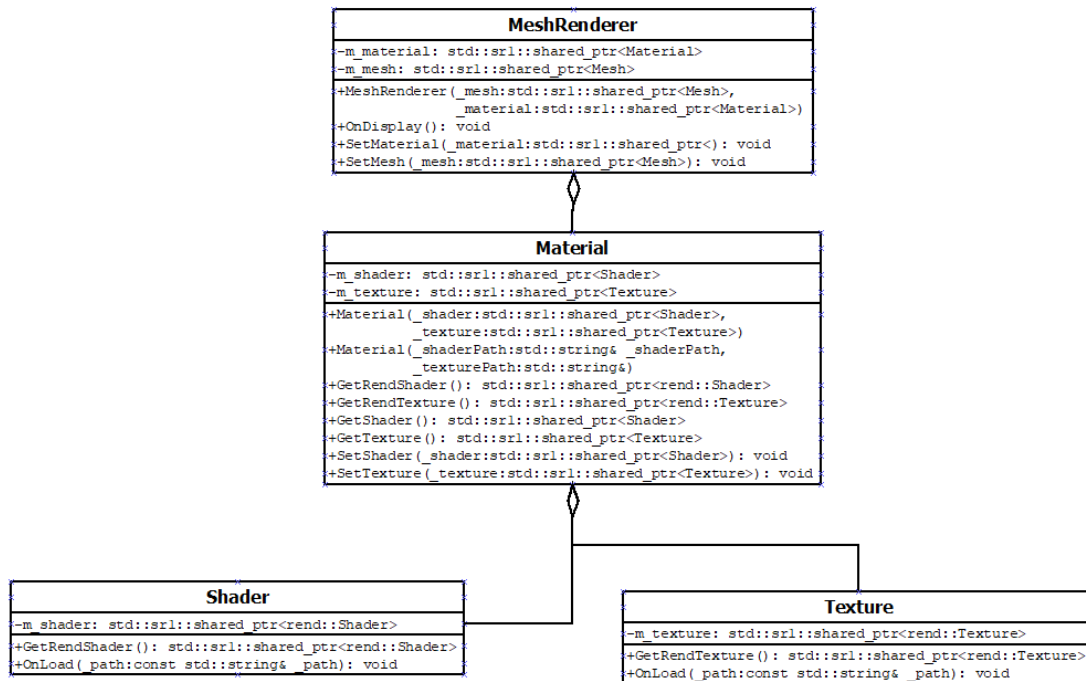 MeshRenderer
-m_material: std::sr1::shared_ptr<Material>
-m_mesh: std::sr1::shared_ptr<Mesh>
+MeshRenderer(_mesh:std::sr1::shared_ptr<Mesh>,
_material:std::sr1::shared_ptr<Material>)
+OnDisplay(): void
+SetMaterial(_material:std::sr1::shared_ptr<): void
+SetMesh(_mesh:std::sr1::shared_ptr<Mesh>): void
Material
-m_shader: std::sr1::shared_ptr<Shader>
-m_texture: std::sr1::shared_ptr<Texture>
+Material(_shader:std::sr1::shared_ptr<Shader>,
_texture:std::sr1::shared_ptr<Texture>)
+Material(_shaderPath:std::string& _shaderPath,
_texturePath:std::string&)
+GetRendShader(): std::sr1::shared_ptr<rend::Shader>
+GetRendTexture(): std::sr1::shared_ptr<rend::Texture>
+GetShader(): std::sr1::shared_ptr<Shader>
+GetTexture(): std::sr1::shared_ptr<Texture>
+SetShader(_shader:std::sr1::shared_ptr<Shader>): void
+SetTexture(_texture:std::sr1::shared_ptr<Texture>): void
Shader
-m_shader: std::sr1::shared_ptr<rend::Shader>
+GetRendShader(): std::sr1::shared_ptr<rend::Shader>
+OnLoad(_path:const std::string& _path): void
Texture
-m_texture: std::sr1::shared_ptr<rend::Texture>
+GetRendTexture(): std::sr1::shared_ptr<rend::Texture>
+OnLoad(_path:const std::string& _path): void